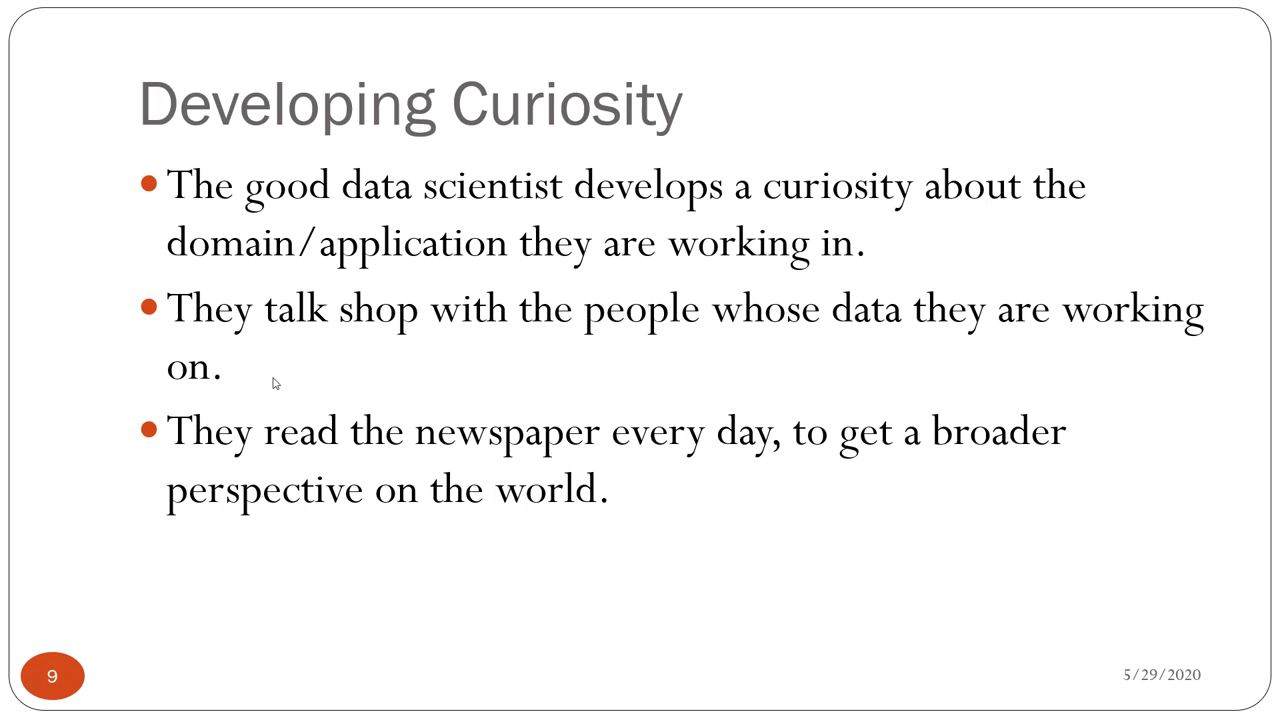 Developing Curiosity
• The good data scientist develops a curiosity about the
domain/application they are working in.
• They talk shop with the people whose data they are working
on.
• They read the newspaper every day, to get a broader
perspective on the world.
9
5/29/2020